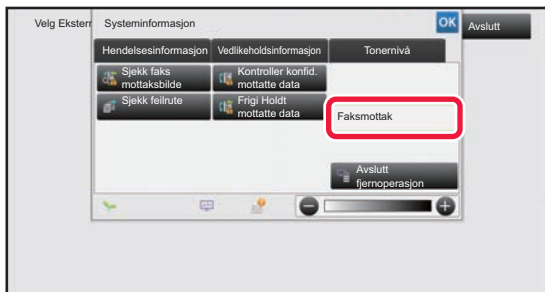 Velg Ekstern
Systeminformasjon
OK
Avslutt
Hendelsesinformasjon
Vedlikeholdsinformasjon
Tonernivå
Sjekk faks
mottaksbilde
Kontroller konfid.
mottatte data
Sjekk feilrute
Frigi Holdt
mottatte data
Faksmottak
Avslutt
fjernoperasjon